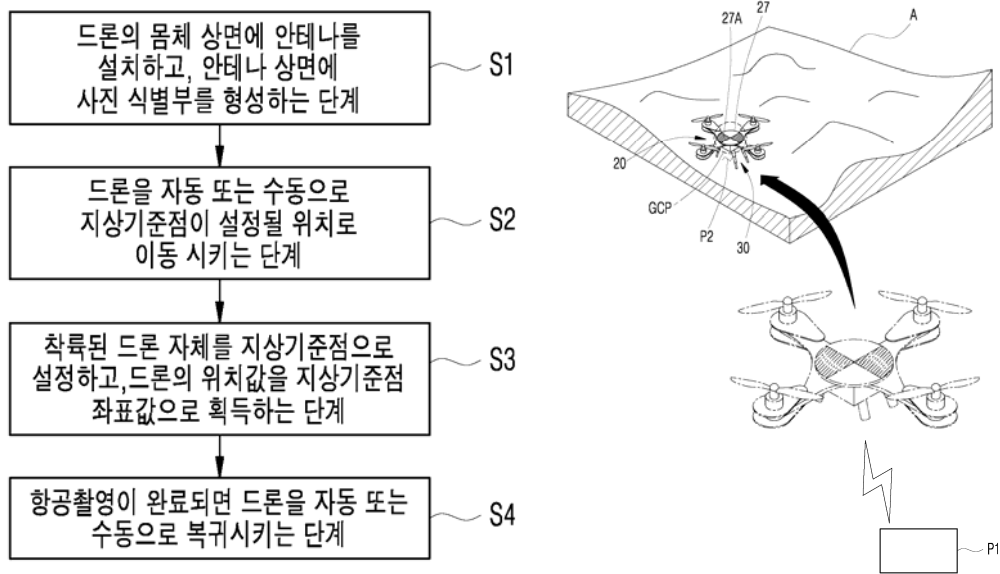 드론의 몸체 상면에 안테나를
설치하고, 안테나 상면에
사진 식별부를 형성하는 단계
S1
드론을 자동 또는 수동으로
지상기준점이 설정될 위치로
이동 시키는 단계
S2
착륙된 드론 자체를 지상기준점으로
설정하고,드론의 위치값을 지상기준점
좌표값으로 획득하는 단계
S3
항공촬영이 완료되면 드론을 자동 또는
수동으로 복귀시키는 단계
S4
27A
27
A
20
GCP
P2
30
P1